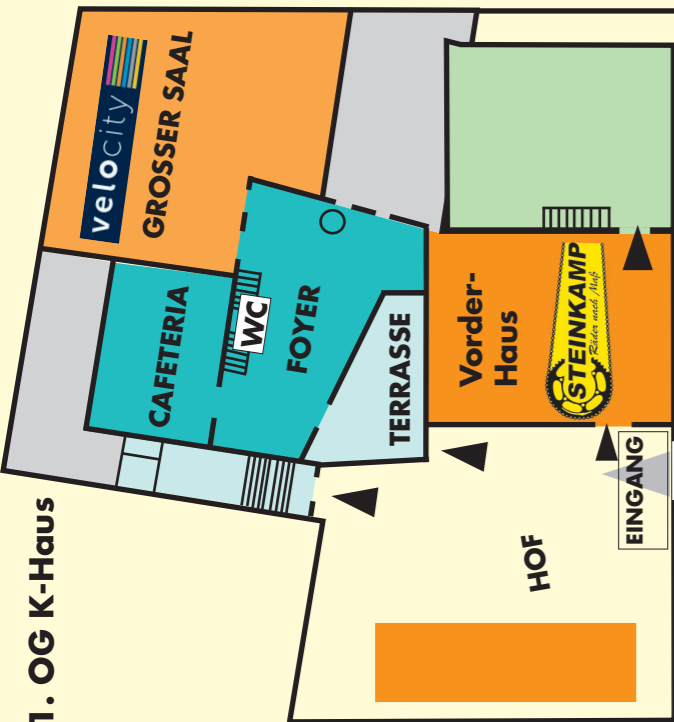 velocity
GROSSER SAAL
CAFETERIA
WC
FOYER
TERRASSE
Vorder-
Haus
STEINKAMP
Räder nach Maß
EINGANG
HOF
1. OG K-Haus